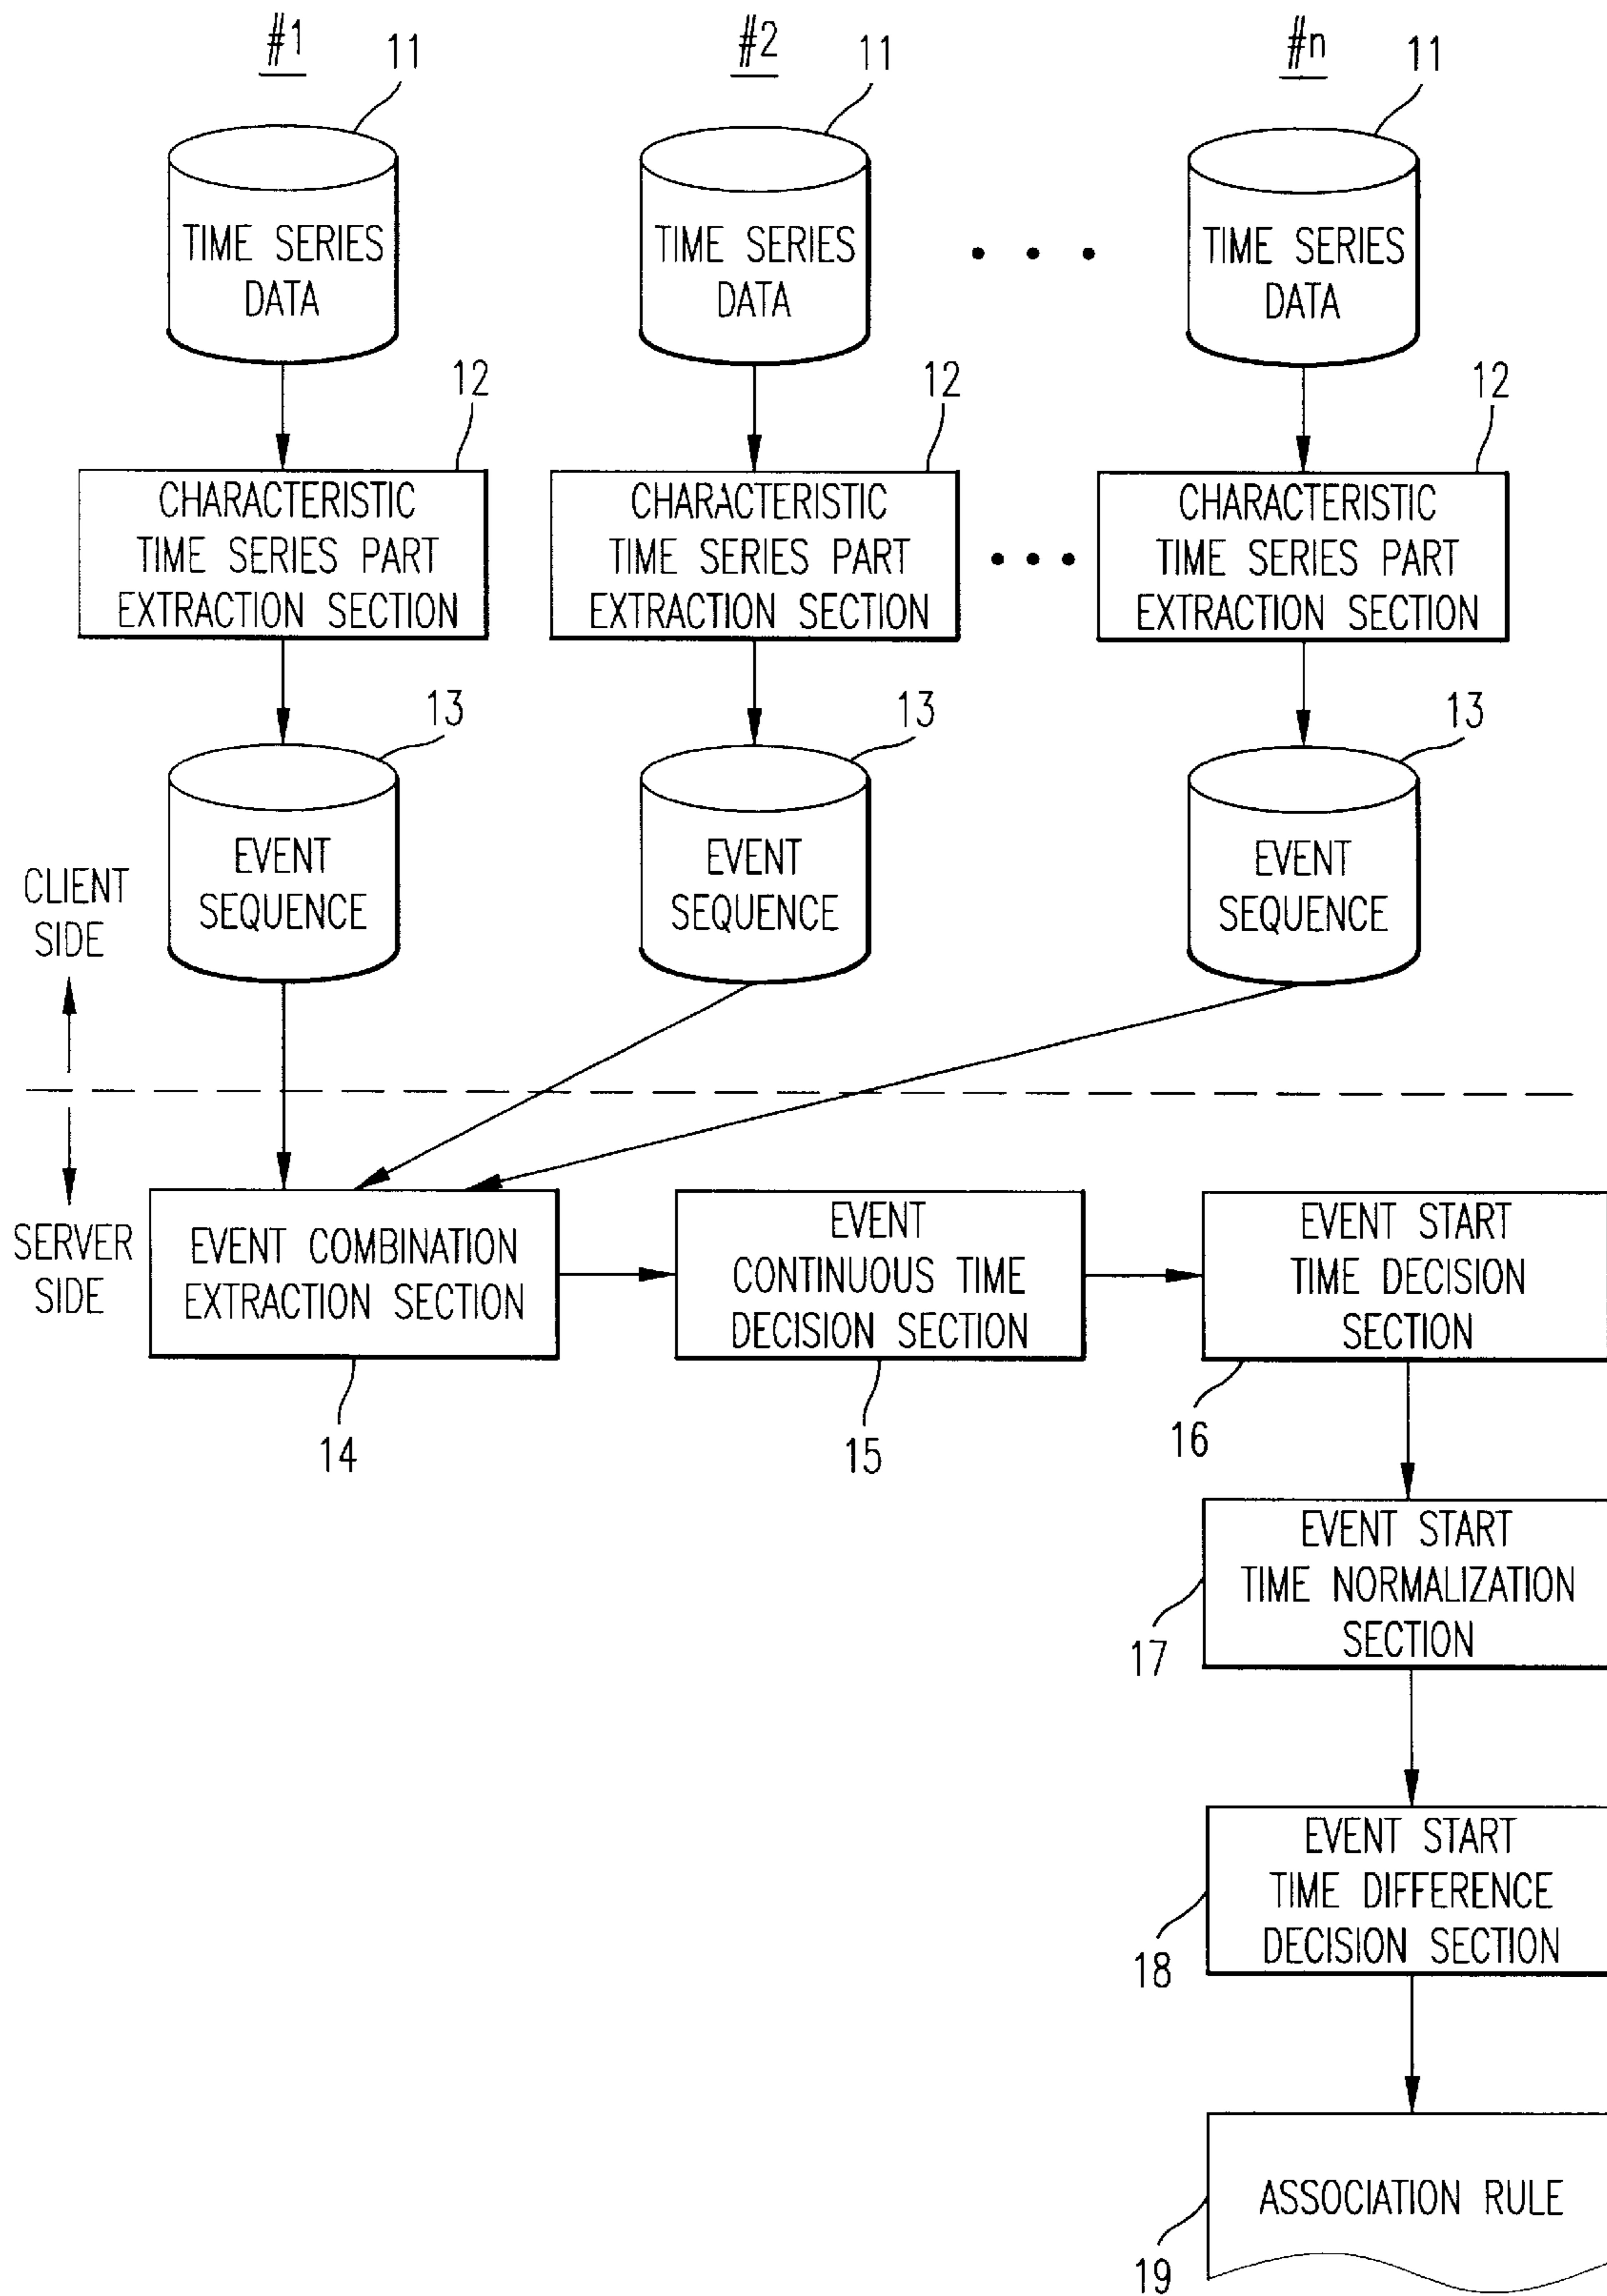 #1
11
#2
11
#n
11
TIME SERIES
DATA
TIME SERIES
DATA
TIME SERIES
DATA
12
12
12
CHARACTERISTIC
TIME SERIES PART
EXTRACTION SECTION
CHARACTERISTIC
TIME SERIES PART
EXTRACTION SECTION
CHARACTERISTIC
TIME SERIES PART
EXTRACTION SECTION
13
13
13
EVENT
SEQUENCE
EVENT
SEQUENCE
EVENT
SEQUENCE
CLIENT
SIDE
SERVER
SIDE
EVENT COMBINATION
EXTRACTION SECTION
EVENT
CONTINUOUS TIME
DECISION SECTION
EVENT START
TIME DECISION
SECTION
14
15
16
EVENT START
TIME NORMALIZATION
SECTION
17
EVENT START
TIME DIFFERENCE
DECISION SECTION
18
ASSOCIATION RULE
19